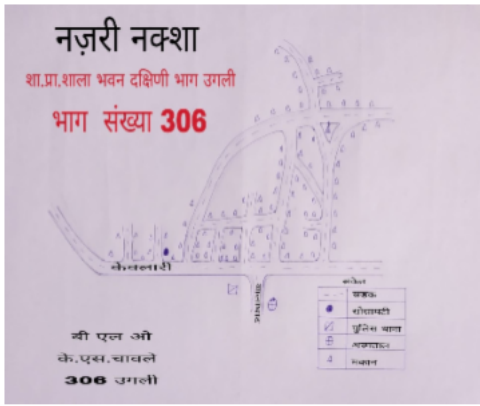 नज़री नक्शा
शा.प्रा.शाला भवन दक्षिणी भाग उगली
भाग संख्या 306
केवलारी
संकेत
सड़क
पुलिस थाना
मकान
बी एल ओ
के.एस.चावले
306 उगली